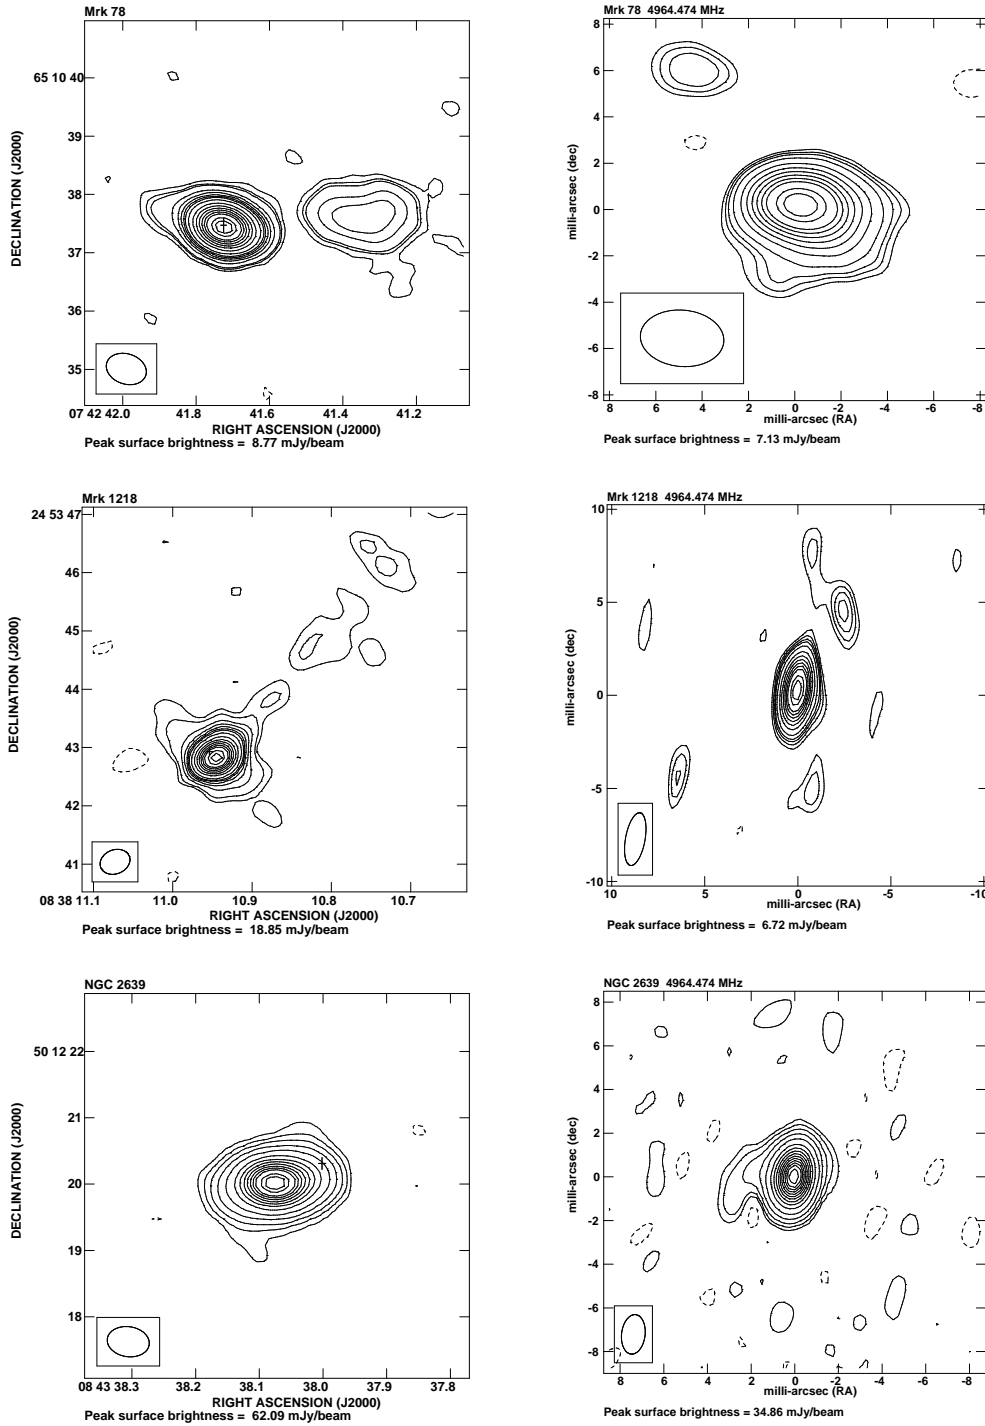 Mrk 78
DECLINATION (J2000)
65 10 40
39
38
37
36
35
07 42 42.0 41.8 41.6 41.4 41.2
RIGHT ASCENSION (J2000)
Peak surface brightness = 8.77 mJy/beam
Mrk 78 4964.474 MHz
milli-arcsec (dec)
8
6
4
2
0
-2
-4
-6
-8
8 6 4 2 0 -2 -4 -6 -8
milli-arcsec (RA)
Peak surface brightness = 7.13 mJy/beam
Mrk 1218
DECLINATION (J2000)
24 53 47
46
45
44
43
42
41
08 38 11.1 11.0 10.9 10.8 10.7
RIGHT ASCENSION (J2000)
Peak surface brightness = 18.85 mJy/beam
Mrk 1218 4964.474 MHz
milli-arcsec (dec)
10
5
0
-5
-10
10 5 0 -5 -10
milli-arcsec (RA)
Peak surface brightness = 6.72 mJy/beam
NGC 2639
DECLINATION (J2000)
50 12 22
21
20
19
18
08 43 38.3 38.2 38.1 38.0 37.9 37.8
RIGHT ASCENSION (J2000)
Peak surface brightness = 62.09 mJy/beam
NGC 2639 4964.474 MHz
milli-arcsec (dec)
8
6
4
2
0
-2
-4
-6
-8
8 6 4 2 0 -2 -4 -6 -8
milli-arcsec (RA)
Peak surface brightness = 34.86 mJy/beam